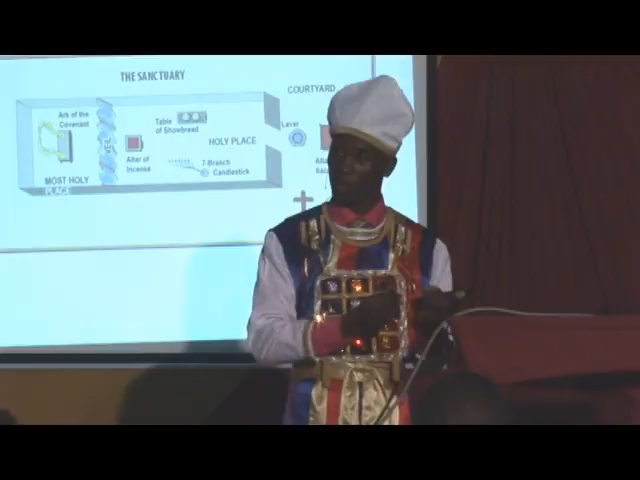 THE SANCTUARY
COURTYARD
Ark of the
Covenant
VEIL
Table
of Showbread
Laver
HOLY PLACE
Altar of
Incense
7-Branch
Candlestick
MOST HOLY
PLACE